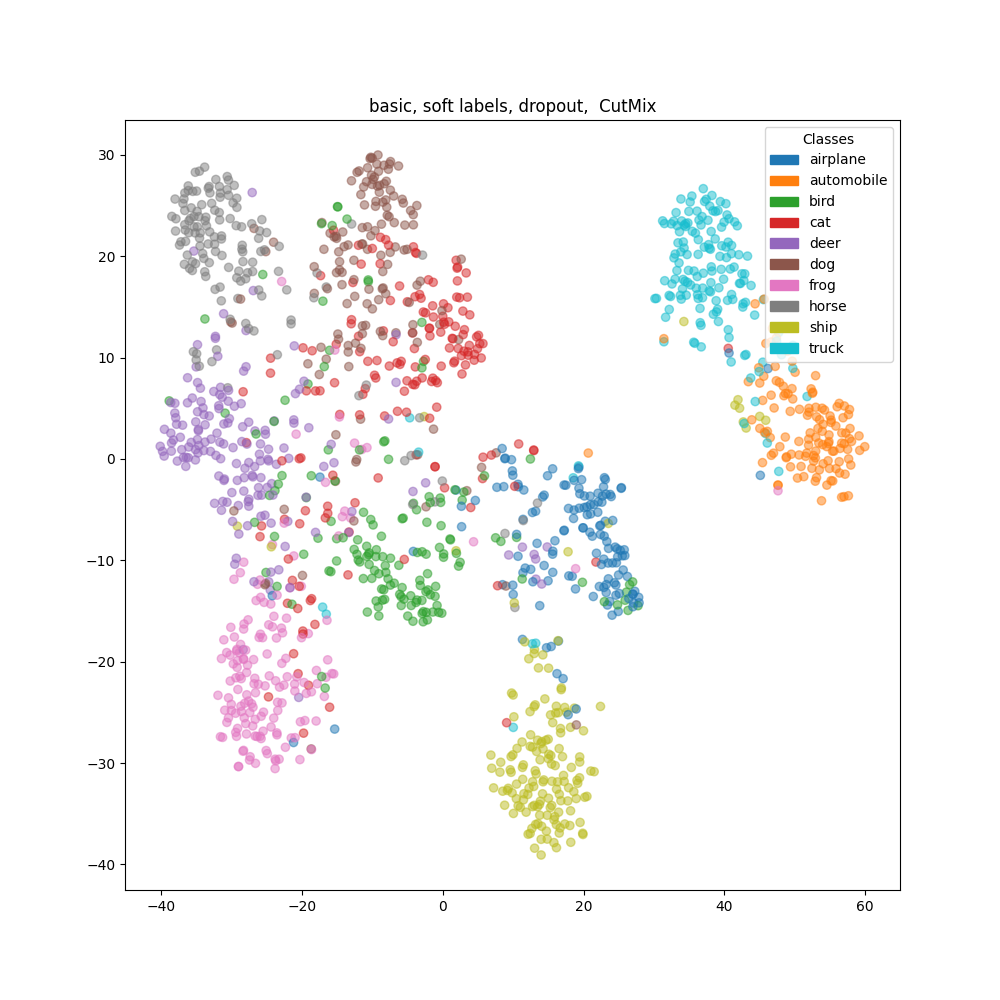 basic, soft labels, dropout,  CutMix
Classes
airplane
automobile
bird
cat
deer
dog
frog
horse
ship
truck
30
20
10
0
−10
−20
−30
−40
−40
−20
0
20
40
60